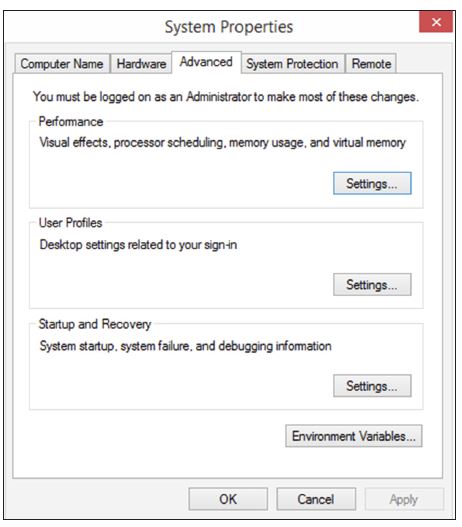 System Properties
Computer Name Hardware Advanced System Protection Remote
You must be logged on as an Administrator to make most of these changes.
Performance
Visual effects, processor scheduling, memory usage, and virtual memory
Settings...
User Profiles
Desktop settings related to your sign-in
Settings...
Startup and Recovery
System startup, system failure, and debugging information
Settings...
Environment Variables...
OK Cancel Apply